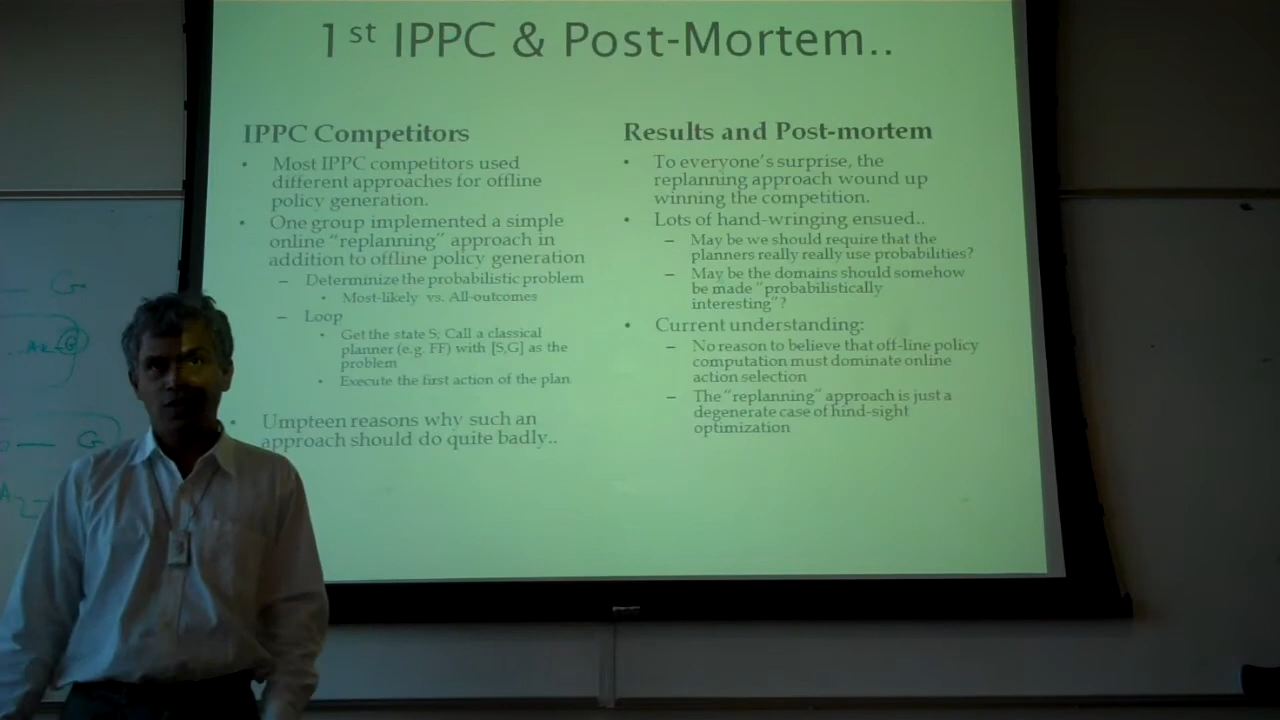 1st IPPC & Post-Mortem..
IPPC Competitors
• Most IPPC competitors used
different approaches for offline
policy generation.
• One group implemented a simple
online "replanning" approach in
addition to offline policy generation
– Determinize the probabilistic problem
• Most-likely vs. All-outcomes
– Loop
• Get the state S; Call a classical
planner (e.g. FF) with [S,G] as the
problem
• Execute the first action of the plan
• Umpteen reasons why such an
approach should do quite badly..
Results and Post-mortem
• To everyone's surprise, the
replanning approach wound up
winning the competition.
• Lots of hand-wringing ensued..
– May be we should require that the
planners really really use probabilities?
– May be the domains should somehow
be made "probabilistically
interesting"?
• Current understanding:
– No reason to believe that off-line policy
computation must dominate online
action selection
– The "replanning" approach is just a
degenerate case of hind-sight
optimization
G
G